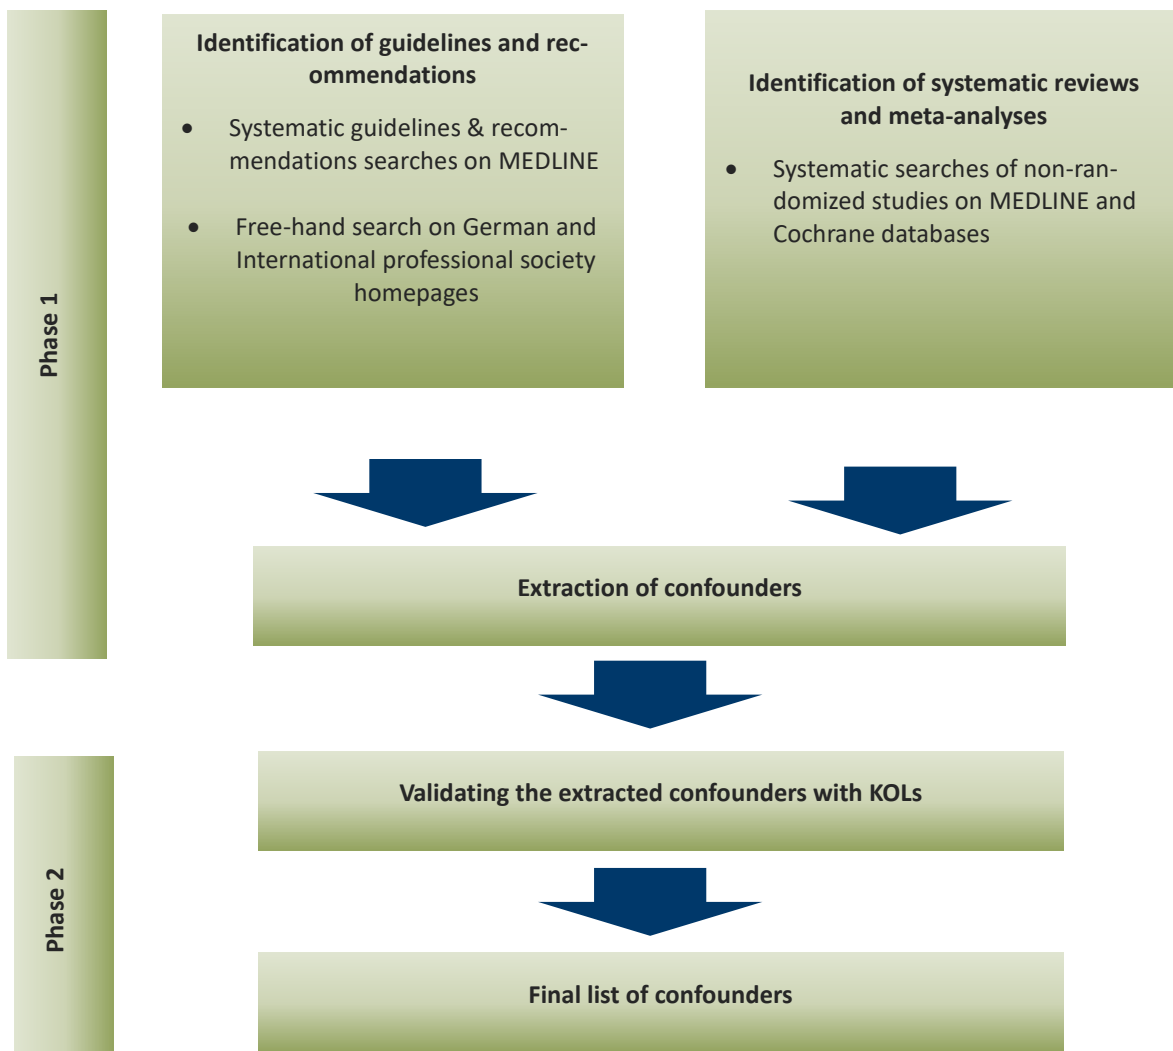 Phase 1
Identification of guidelines and rec-
ommendations
• Systematic guidelines & recom-
mendations searches on MEDLINE
• Free-hand search on German and
International professional society
homepages
Identification of systematic reviews
and meta-analyses
• Systematic searches of non-ran-
domized studies on MEDLINE and
Cochrane databases
Extraction of confounders
Phase 2
Validating the extracted confounders with KOLs
Final list of confounders